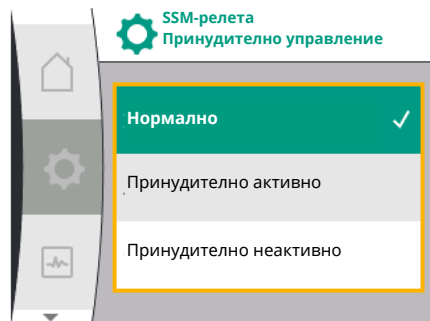 SSM-релета
Принудително управление
Нормално
Принудително активно
Принудително неактивно